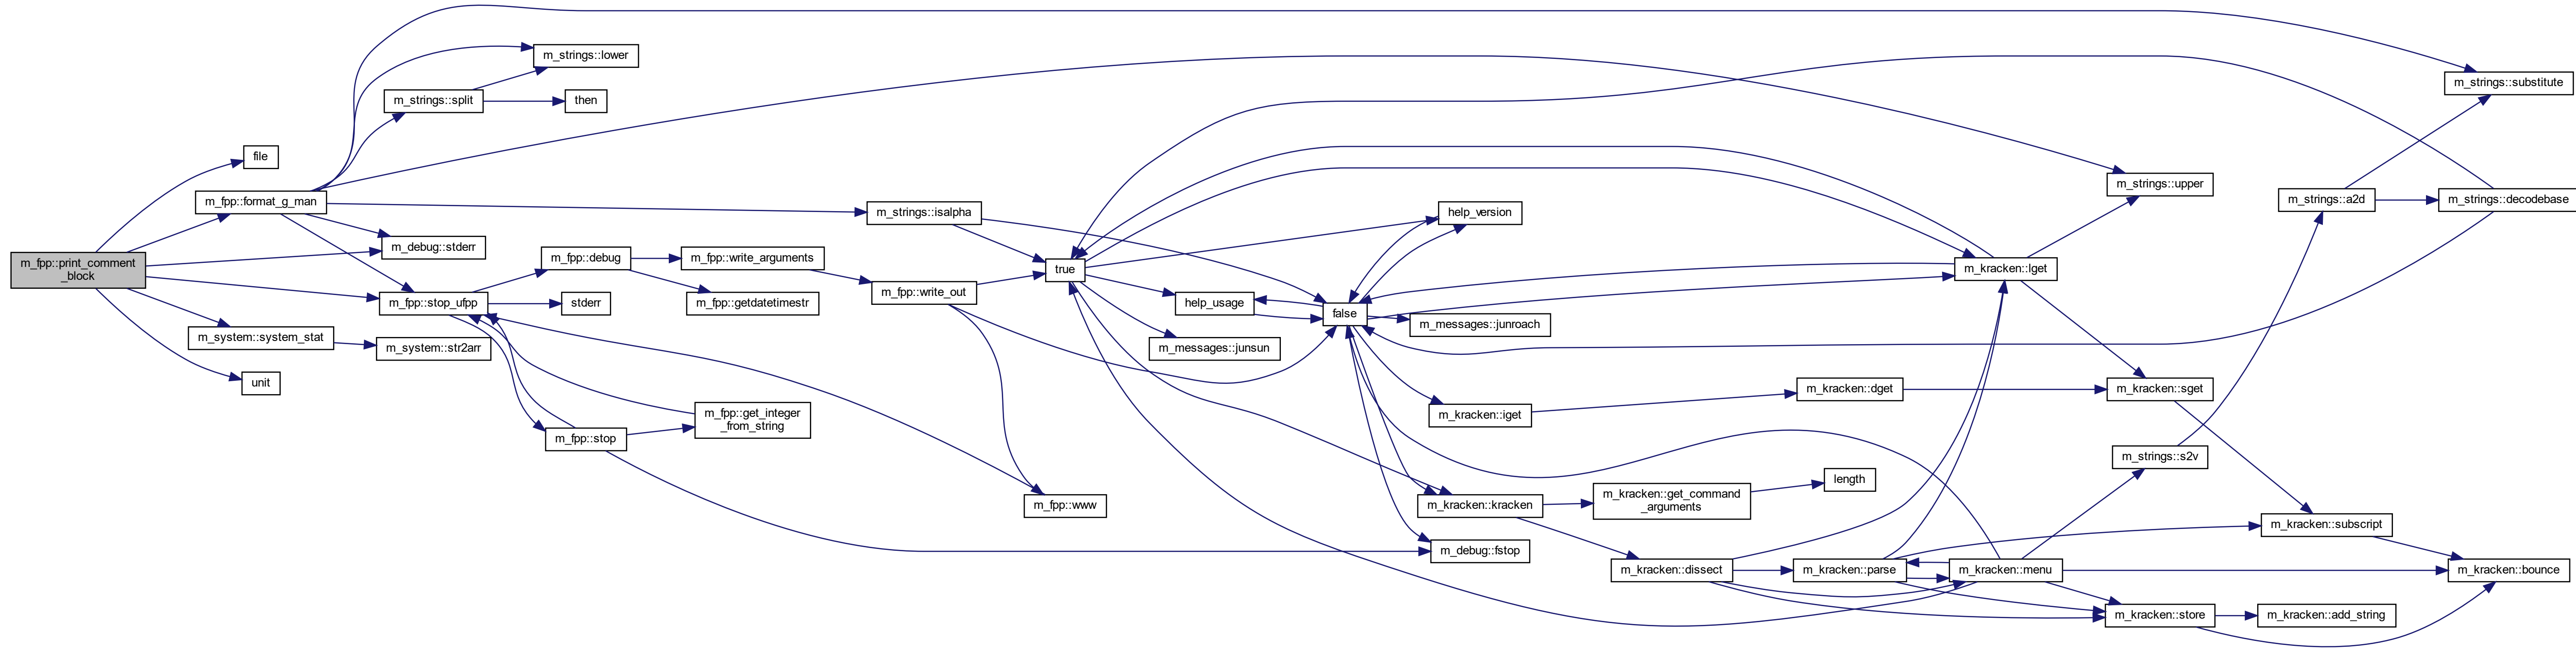 m_fpp::print_comment
_block
file
m_fpp::format_g_man
m_debug::stderr
m_fpp::stop_ufpp
m_system::system_stat
m_system::str2arr
unit
m_strings::lower
m_strings::split
then
m_fpp::debug
stderr
m_fpp::stop
m_fpp::write_arguments
m_fpp::getdatetimestr
m_fpp::get_integer
_from_string
m_strings::isalpha
m_fpp::write_out
m_fpp::www
true
help_usage
m_messages::junsun
false
help_version
m_messages::junroach
m_kracken::iget
m_kracken::kracken
m_debug::fstop
m_kracken::get_command
_arguments
m_kracken::dissect
m_kracken::dget
length
m_kracken::parse
m_kracken::lget
m_kracken::menu
m_strings::upper
m_kracken::sget
m_strings::s2v
m_kracken::store
m_strings::a2d
m_kracken::subscript
m_kracken::add_string
m_strings::substitute
m_strings::decodebase
m_kracken::bounce